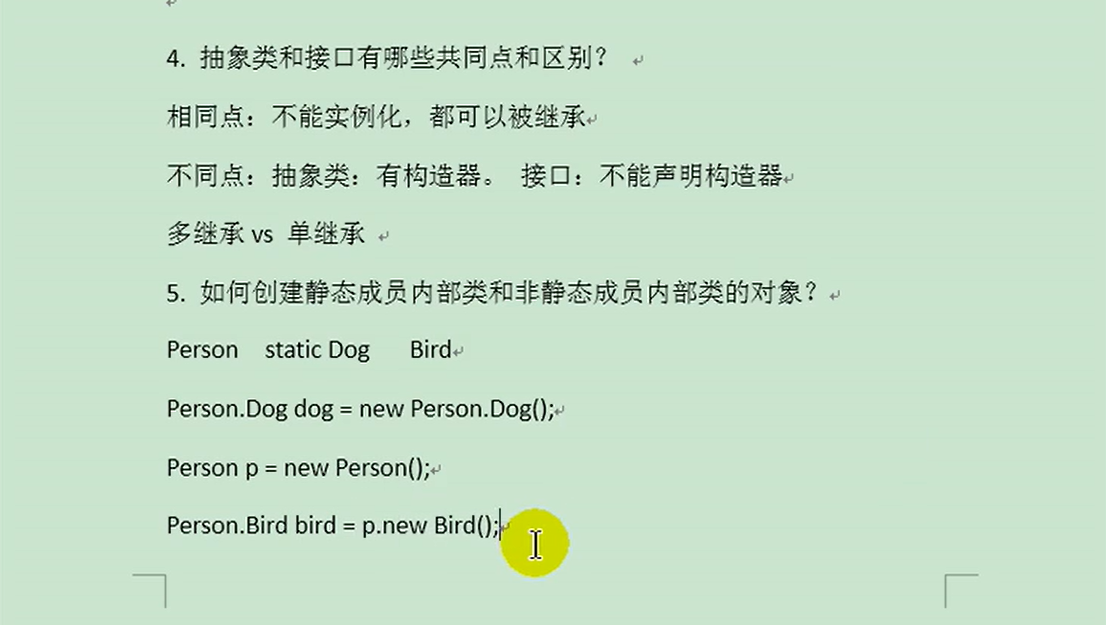 4. 抽象类和接口有哪些共同点和区别？
相同点：不能实例化，都可以被继承
不同点：抽象类：有构造器。 接口：不能声明构造器
多继承 vs 单继承
5. 如何创建静态成员内部类和非静态成员内部类的对象？
Person static Dog Bird
Person.Dog dog = new Person.Dog();
Person p = new Person();
Person.Bird bird = p.new Bird();